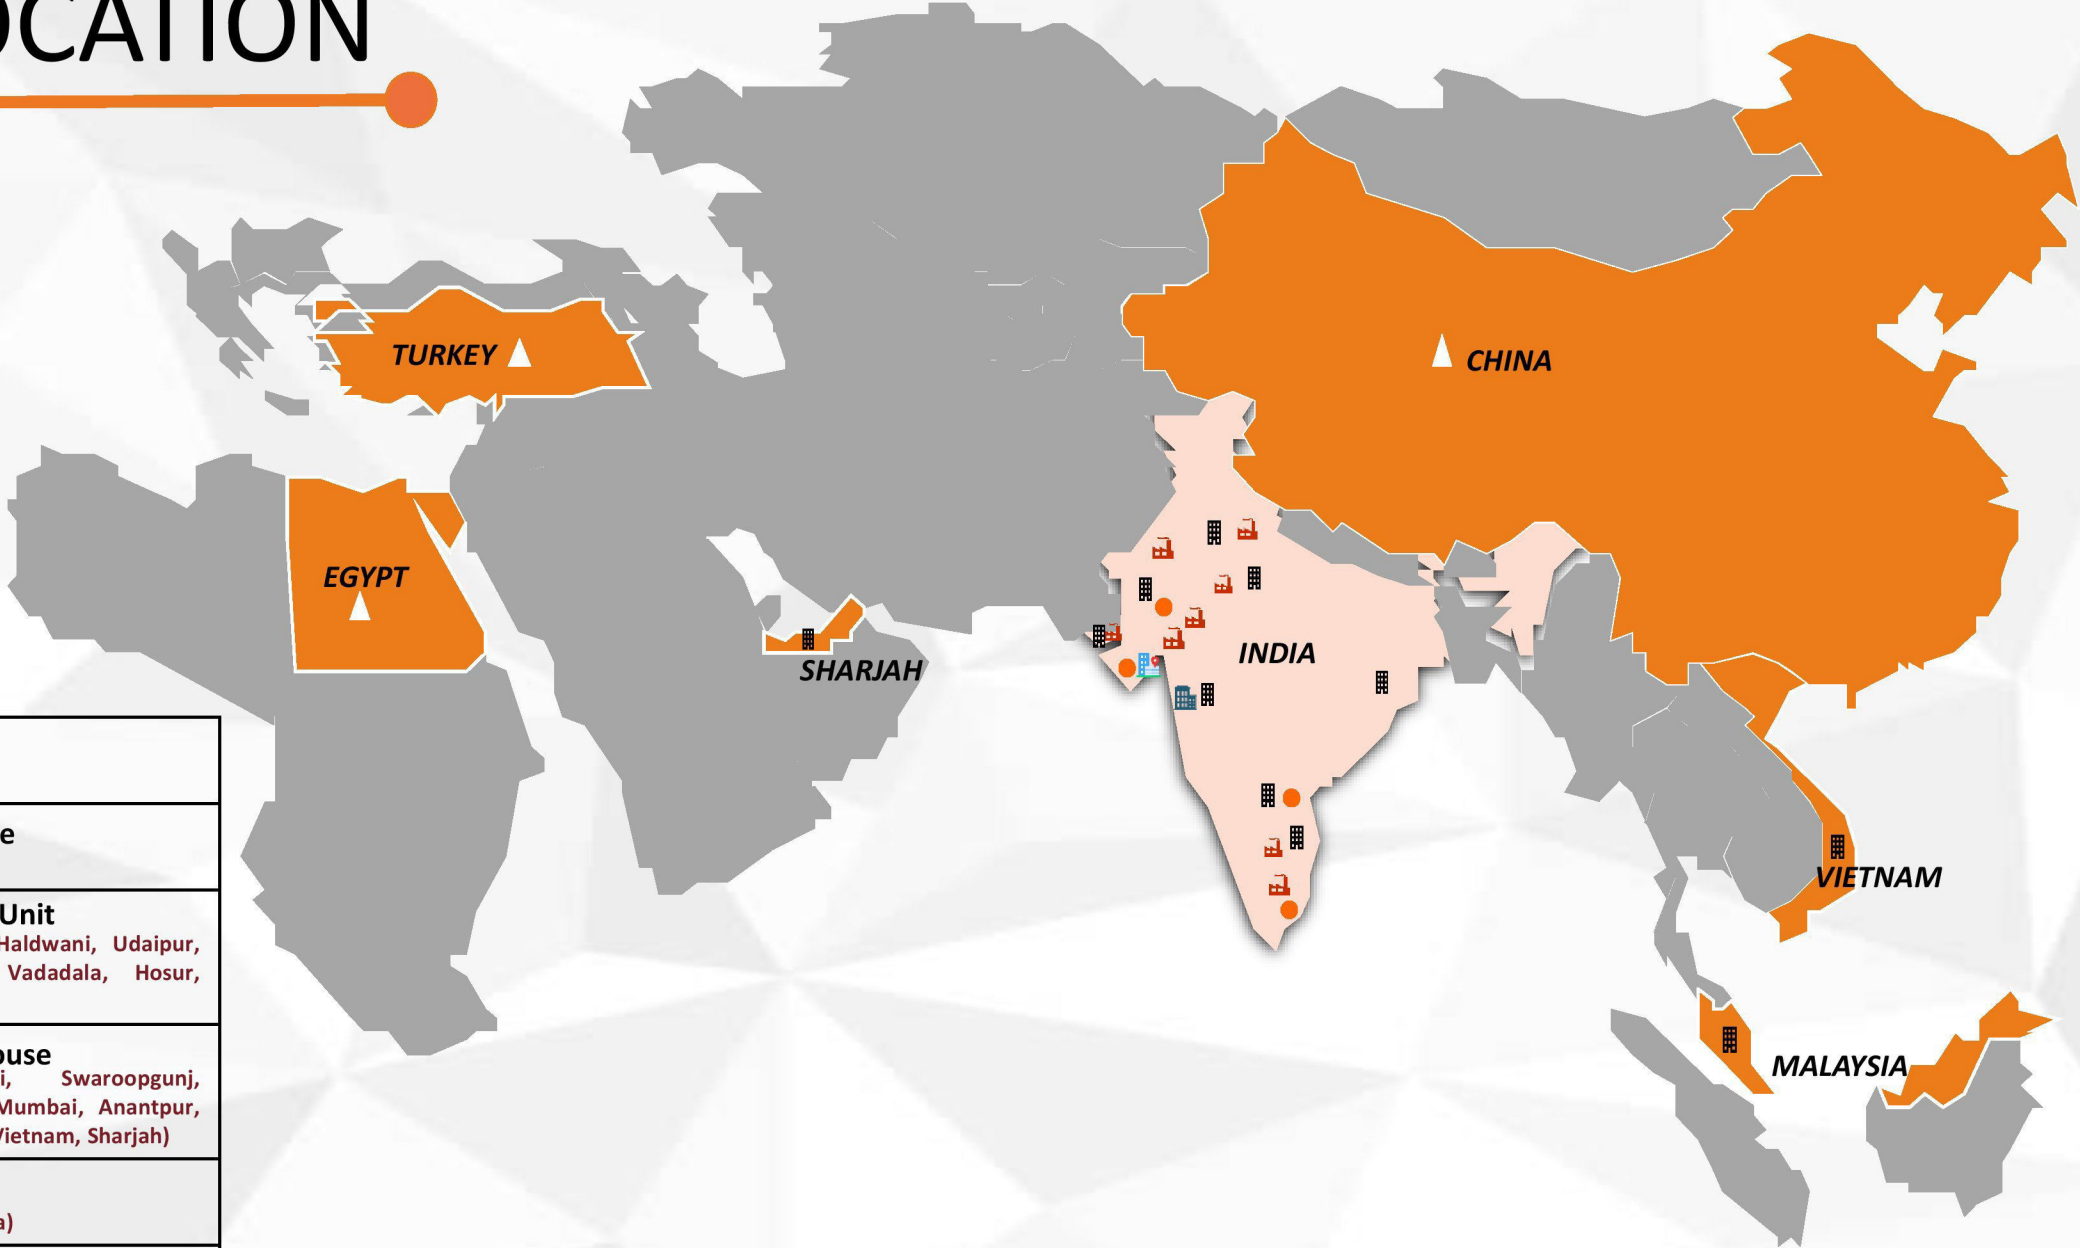 OCATION
TURKEY
CHINA
EGYPT
INDIA
SHARJAH
VIETNAM
MALAYSIA
e
Unit
Haldwani, Udaipur,
Vadadala, Hosur,
ouse
i, Swaroopgunj,
Mumbai, Anantpur,
Vietnam, Sharjah)
a)